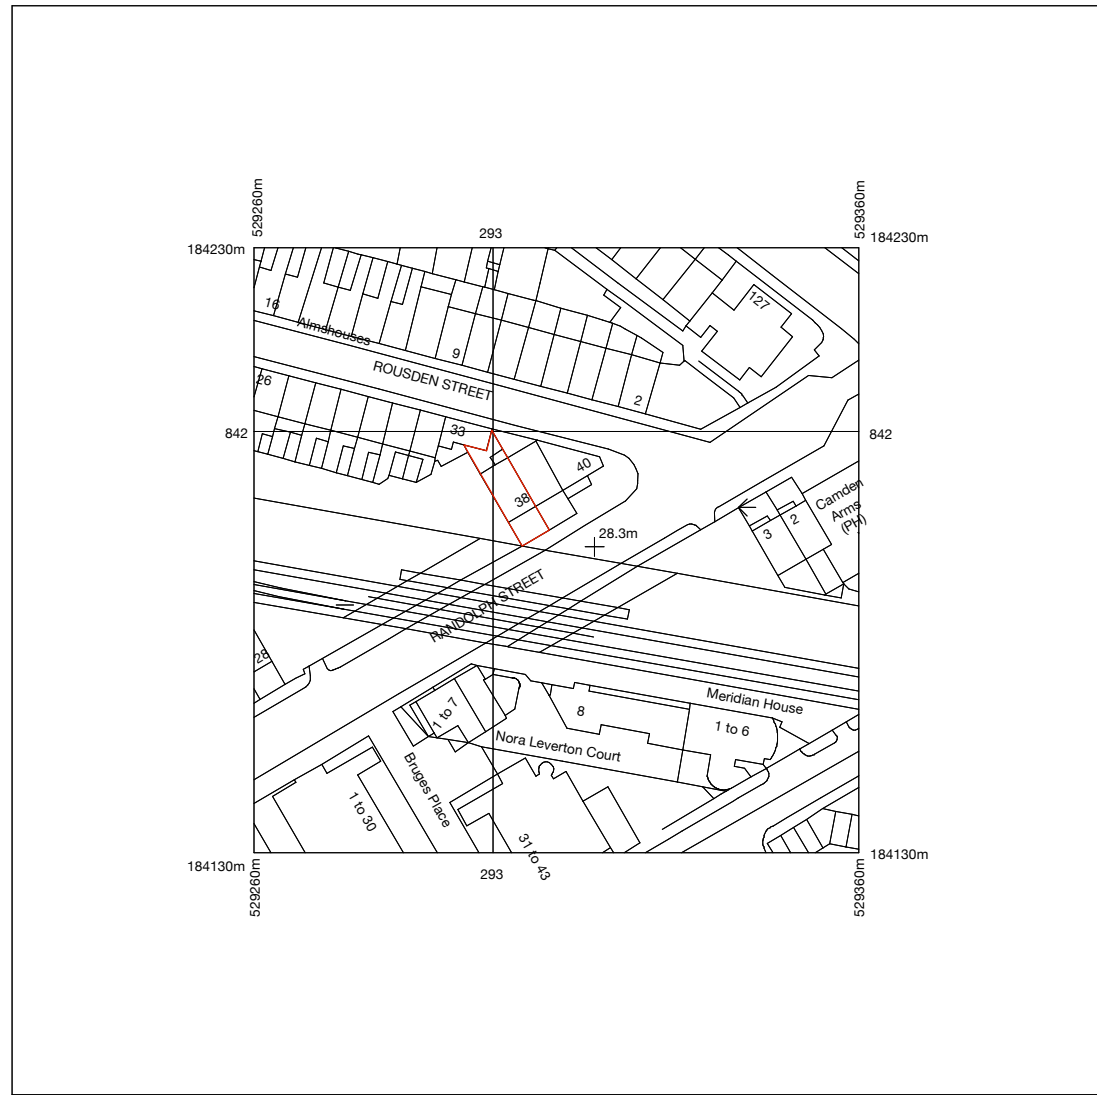 529260m
529360m
184230m
293
184230m
127
16
Almshouses
9
ROUSDEN STREET
2
26
33
842
842
40
38
Camden
Arms
(PH)
2
3
28.3m
RANDOLPH STREET
28
Meridian House
1 to 7
8
1 to 6
Nora Leverton Court
Bruges Place
1 to 30
31 to 43
184130m
293
184130m
529260m
529360m